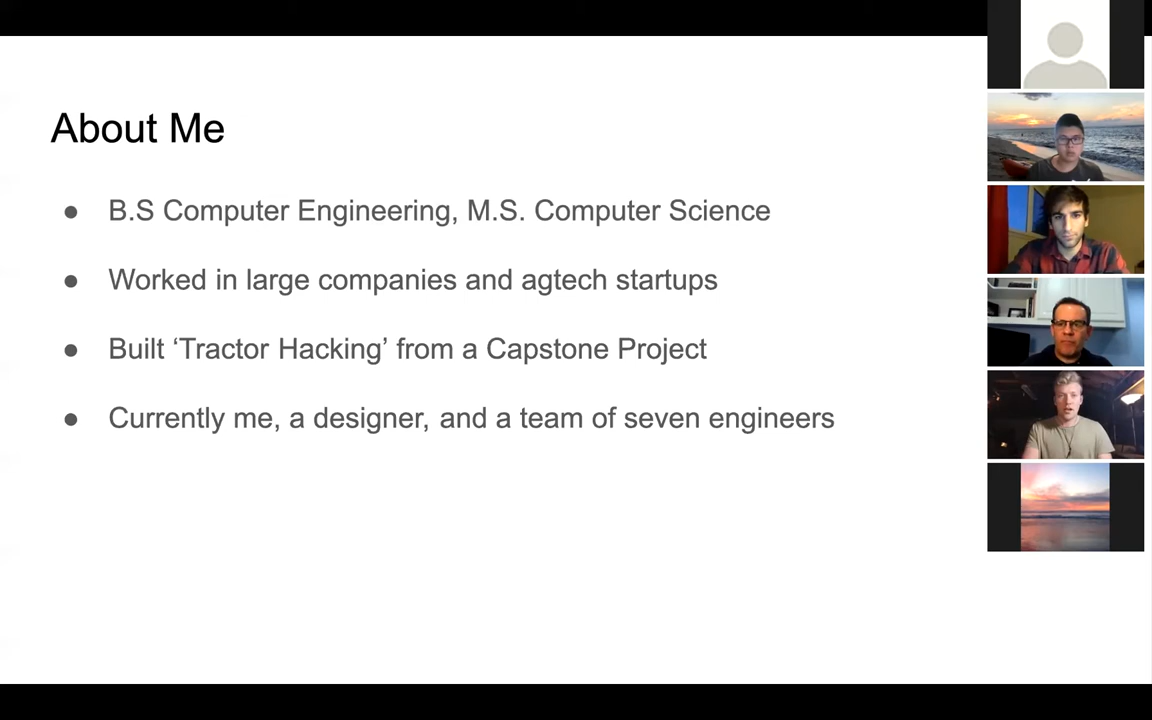 About Me
● B.S Computer Engineering, M.S. Computer Science
● Worked in large companies and agtech startups
● Built ‘Tractor Hacking’ from a Capstone Project
● Currently me, a designer, and a team of seven engineers